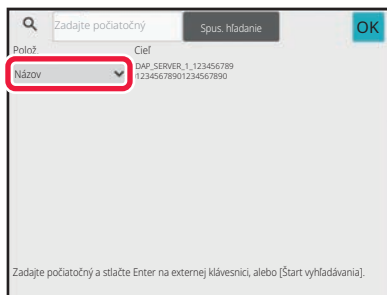 Zadajte počiatočný
Spus. hľadanie
OK
Polož.
Cieľ
Názov
DAP_SERVER_1_123456789
12345678901234567890
Zadajte počiatočný a stlačte Enter na externej klávesnici, alebo [Štart vyhľadávania].